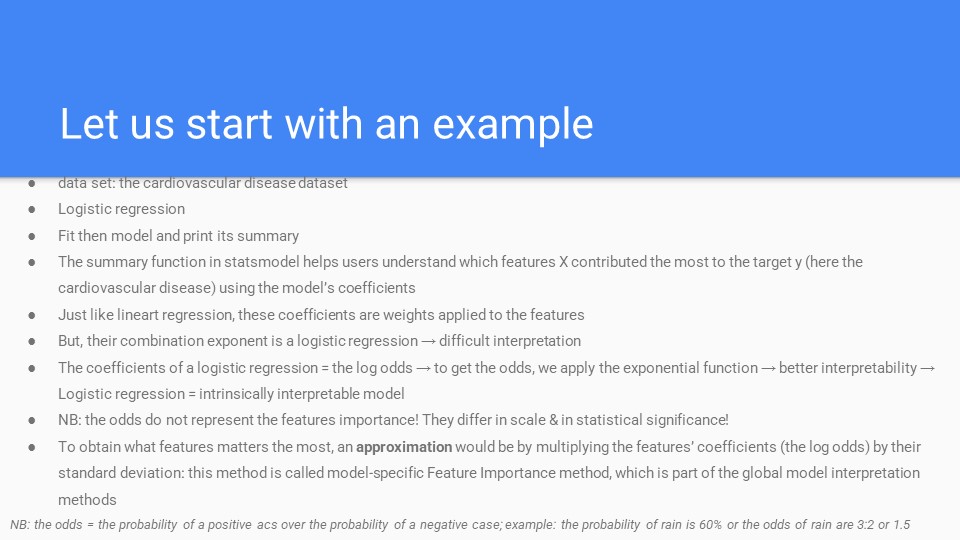 Let us start with an example
● data set: the cardiovascular disease dataset
● Logistic regression
● Fit then model and print its summary
● The summary function in statsmodel helps users understand which features X contributed the most to the target y (here the
cardiovascular disease) using the model's coefficients
● Just like lineart regression, these coefficients are weights applied to the features
● But, their combination exponent is a logistic regression → difficult interpretation
● The coefficients of a logistic regression = the log odds → to get the odds, we apply the exponential function → better interpretability →
Logistic regression = intrinsically interpretable model
● NB: the odds do not represent the features importance! They differ in scale & in statistical significance!
● To obtain what features matters the most, an approximation would be by multiplying the features' coefficients (the log odds) by their
standard deviation: this method is called model-specific Feature Importance method, which is part of the global model interpretation
methods
NB: the odds = the probability of a positive acs over the probability of a negative case; example: the probability of rain is 60% or the odds of rain are 3:2 or 1.5